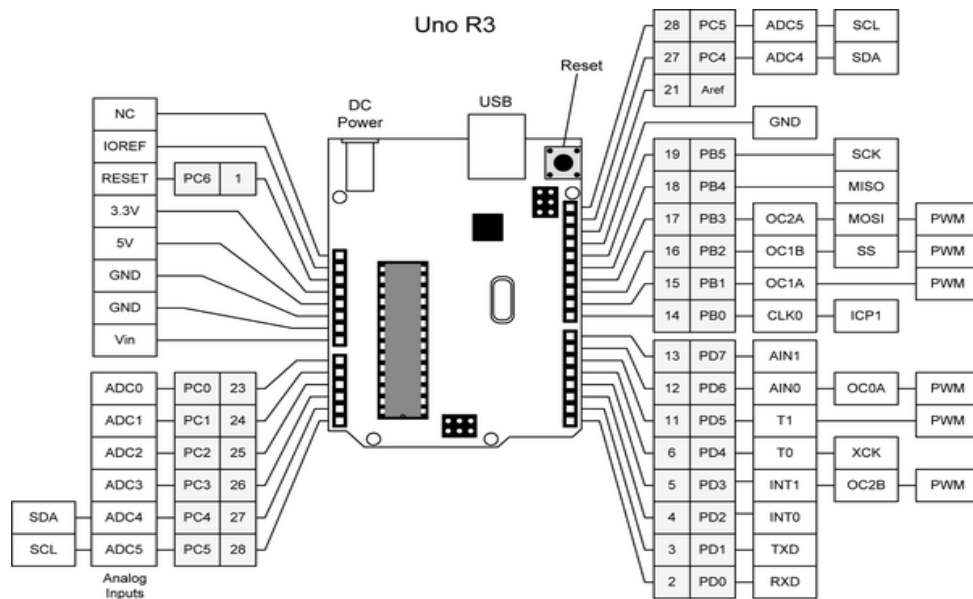 Uno R3
Reset
DC
Power
USB
NC
IOREF
RESET PC6 1
3.3V
5V
GND
GND
Vin
ADC0 PC0 23
ADC1 PC1 24
ADC2 PC2 25
ADC3 PC3 26
SDA ADC4 PC4 27
SCL ADC5 PC5 28
Analog
Inputs
28 PC5 ADC5 SCL
27 PC4 ADC4 SDA
21 Aref
GND
19 PB5 SCK
18 PB4 MISO
17 PB3 OC2A MOSI PWM
16 PB2 OC1B SS PWM
15 PB1 OC1A PWM
14 PB0 CLK0 ICP1
13 PD7 AIN1
12 PD6 AIN0 OC0A PWM
11 PD5 T1 PWM
6 PD4 T0 XCK
5 PD3 INT1 OC2B PWM
4 PD2 INT0
3 PD1 TXD
2 PD0 RXD